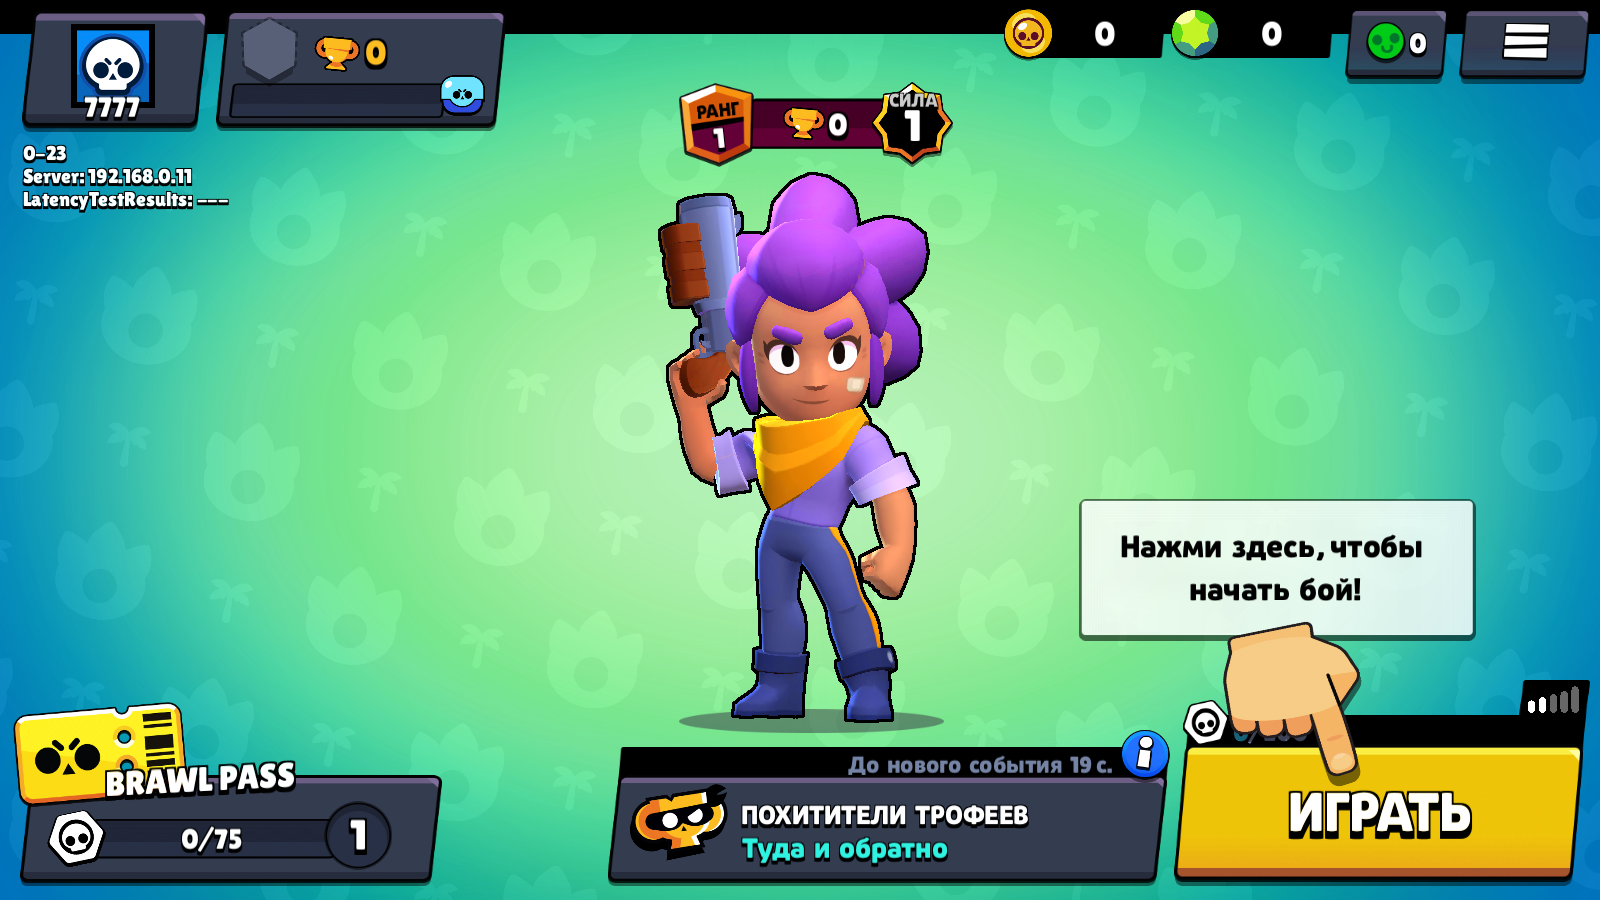 7777
0
0
0
0
0-23
Server: 192.168.0.11
LatencyTestResults: ---
РАНГ
1
0
СИЛА
1
Нажми здесь, чтобы
начать бой!
BRAWL PASS
0/75
1
До нового события 19 с.
ПОХИТИТЕЛИ ТРОФЕЕВ
Туда и обратно
ИГРАТЬ